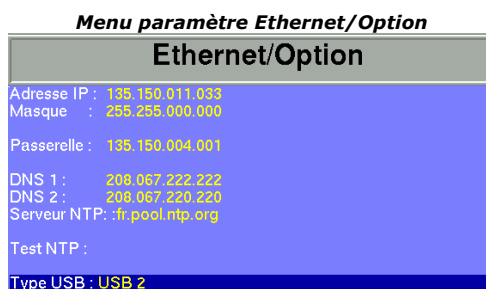 Menu paramètre Ethernet/Option
Ethernet/Option
Adresse IP : 135.150.011.033
Masque : 255.255.000.000
Passerelle : 135.150.004.001
DNS 1 : 208.067.222.222
DNS 2 : 208.067.220.220
Serveur NTP: :fr.pool.ntp.org
Test NTP :
Type USB : USB 2